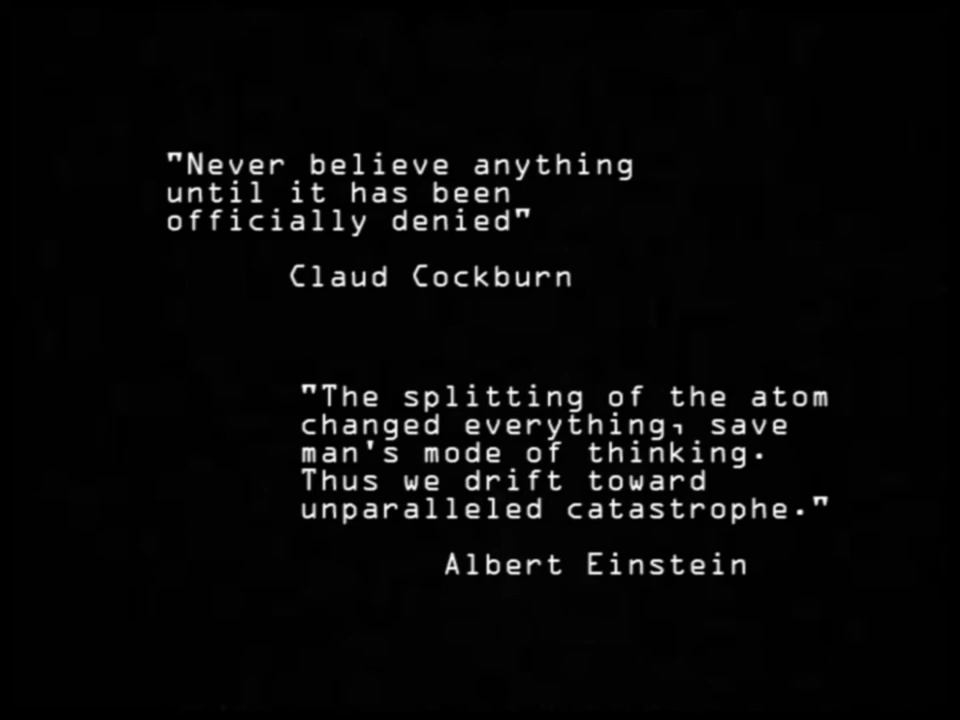 "Never believe anything
until it has been
officially denied"
Claud Cockburn
"The splitting of the atom
changed everything, save
man's mode of thinking.
Thus we drift toward
unparalleled catastrophe."
Albert Einstein